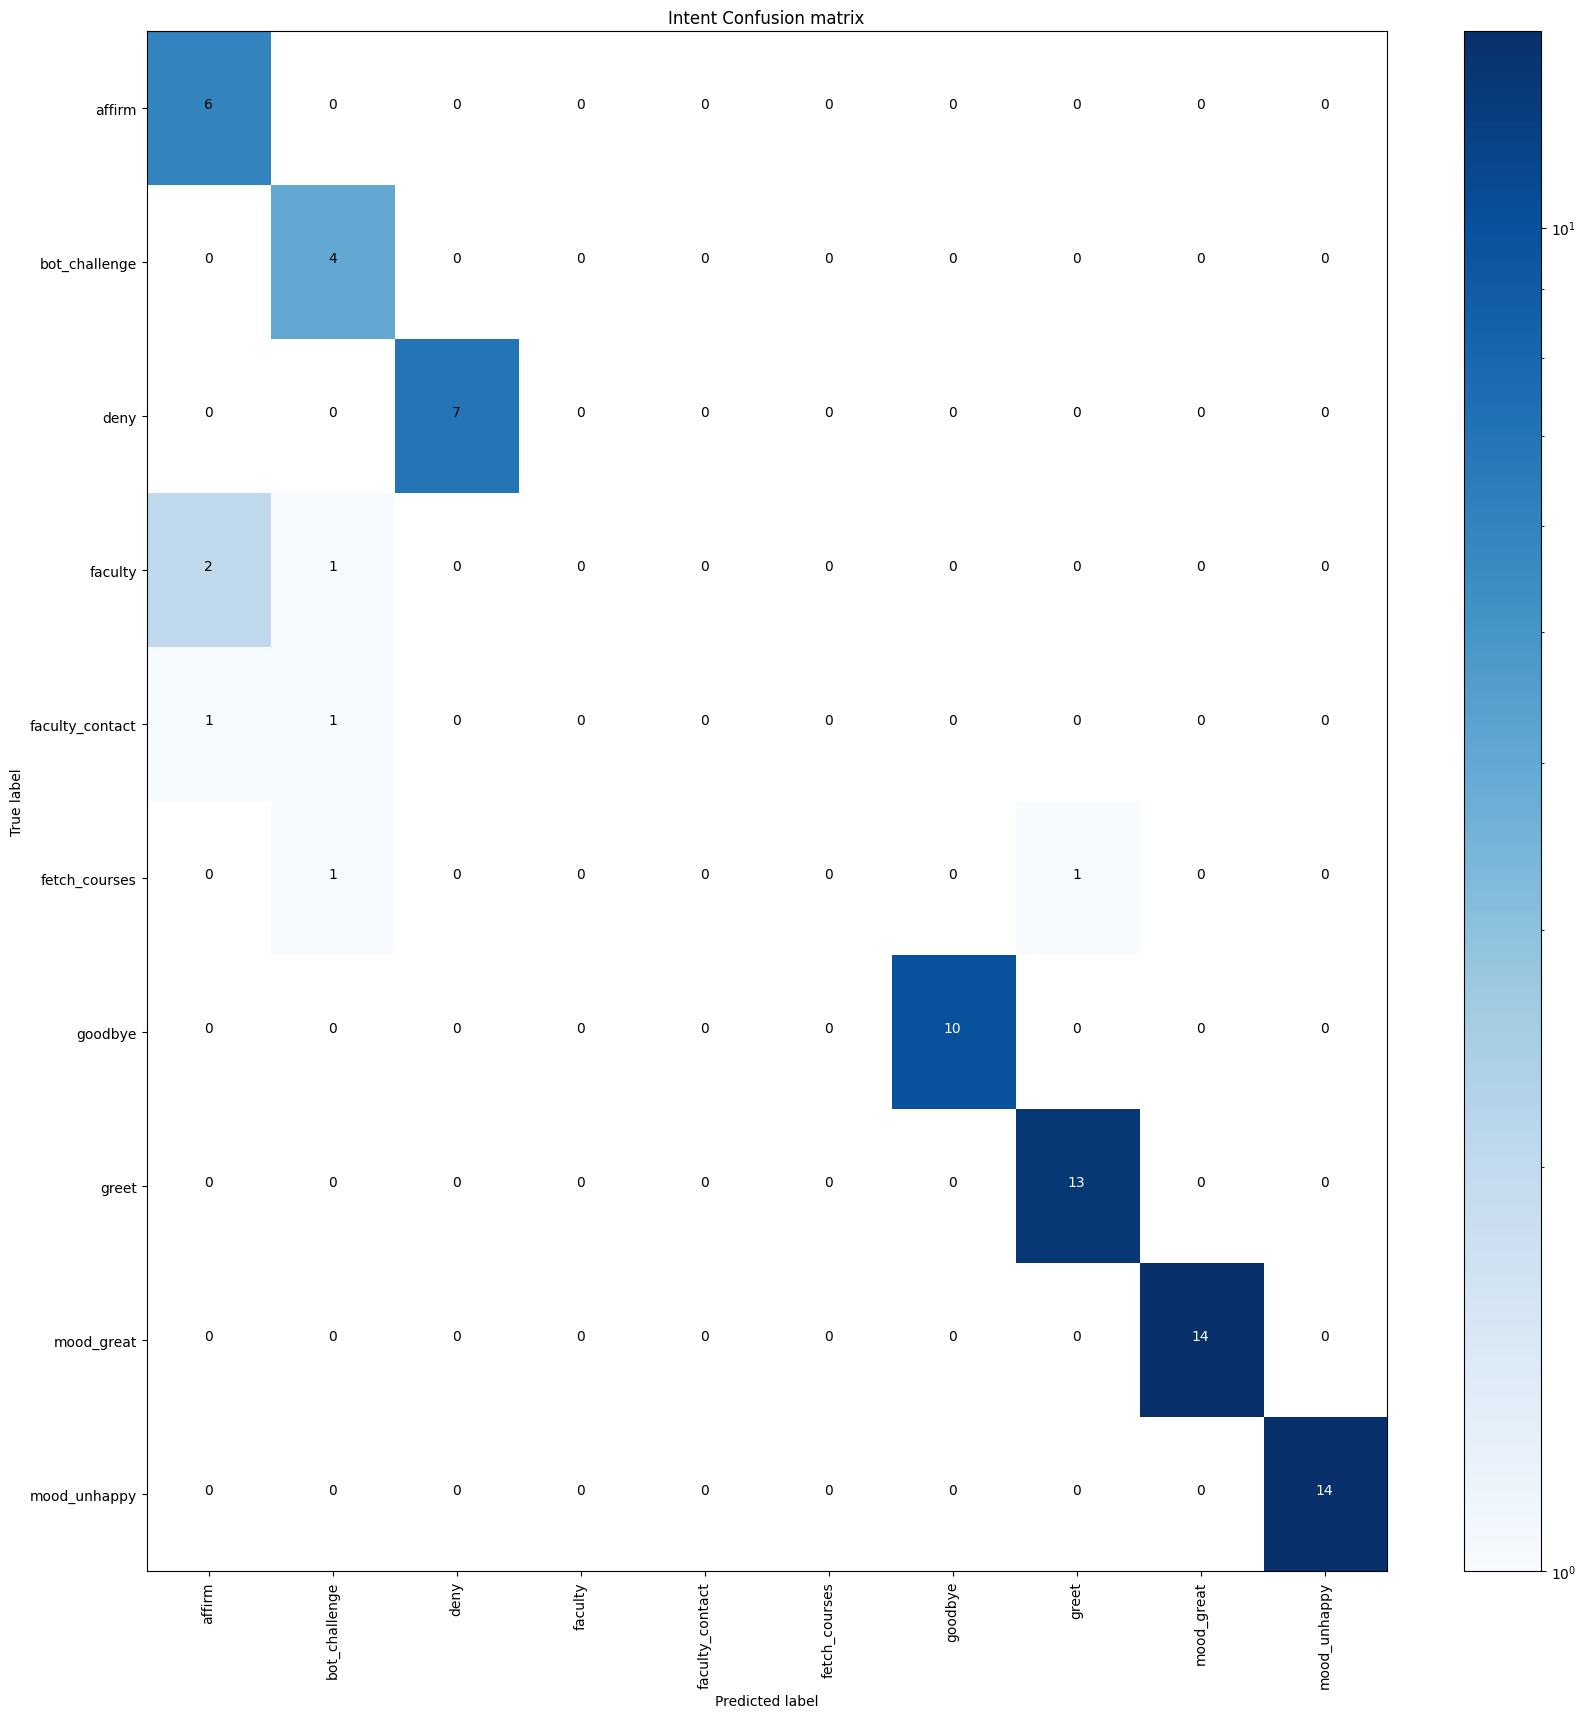 Intent Confusion matrix
affirm 6 0 0 0 0 0 0 0 0 0
bot_challenge 0 4 0 0 0 0 0 0 0 0
deny 0 0 7 0 0 0 0 0 0 0
faculty 2 1 0 0 0 0 0 0 0 0
faculty_contact 1 1 0 0 0 0 0 0 0 0
fetch_courses 0 1 0 0 0 0 0 1 0 0
goodbye 0 0 0 0 0 0 10 0 0 0
greet 0 0 0 0 0 0 0 13 0 0
mood_great 0 0 0 0 0 0 0 0 14 0
mood_unhappy 0 0 0 0 0 0 0 0 0 14
True label
affirm
bot_challenge
deny
faculty
faculty_contact
fetch_courses
goodbye
greet
mood_great
mood_unhappy
Predicted label
10¹
10⁰